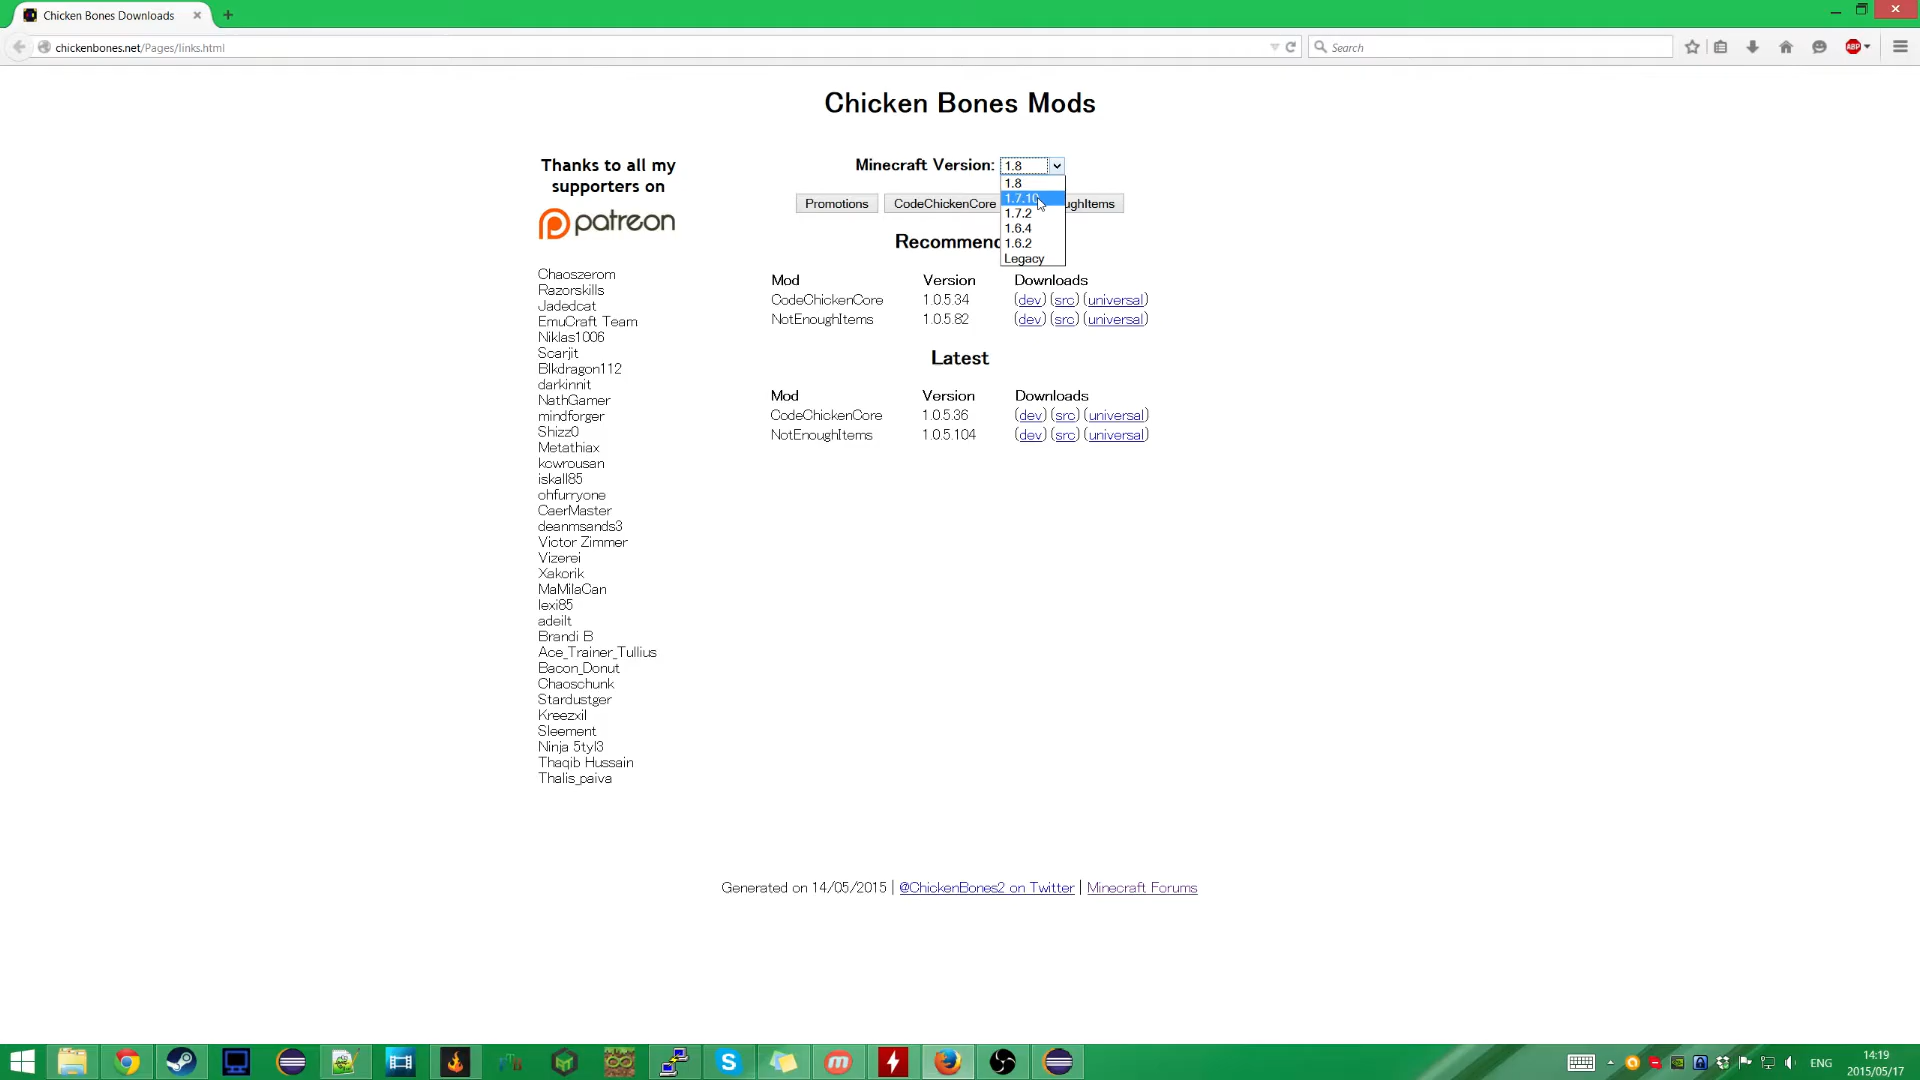 Chicken Bones Downloads
chickenbones.net/Pages/links.html
Search
ABP
Chicken Bones Mods
Thanks to all my
supporters on
patreon
Chaoszerom
Razorskills
Jadedcat
EmuCraft Team
Niklas1006
Scarjit
Blkdragon112
darkinnit
NathGamer
mindforger
Shizz0
Metathiax
kowrousan
iskall85
ohfurryone
CaerMaster
deanmsands3
Victor Zimmer
Vizerei
Xakorik
MaMilaCan
lexi85
adeilt
Brandi B
Ace_Trainer_Tullius
Bacon_Donut
Chaoschunk
Stardustger
Kreezxil
Sleement
Ninja 5tyl3
Thaqib Hussain
Thalis_paiva
Minecraft Version: 1.8
1.8
1.7.10
1.7.2
1.6.4
1.6.2
Legacy
Promotions CodeChickenCore ughItems
Recommen
Mod Version Downloads
CodeChickenCore 1.0.5.34 (dev) (src) (universal)
NotEnoughItems 1.0.5.82 (dev) (src) (universal)
Latest
Mod Version Downloads
CodeChickenCore 1.0.5.36 (dev) (src) (universal)
NotEnoughItems 1.0.5.104 (dev) (src) (universal)
Generated on 14/05/2015 | @ChickenBones2 on Twitter | Minecraft Forums
ENG
14:19
2015/05/17